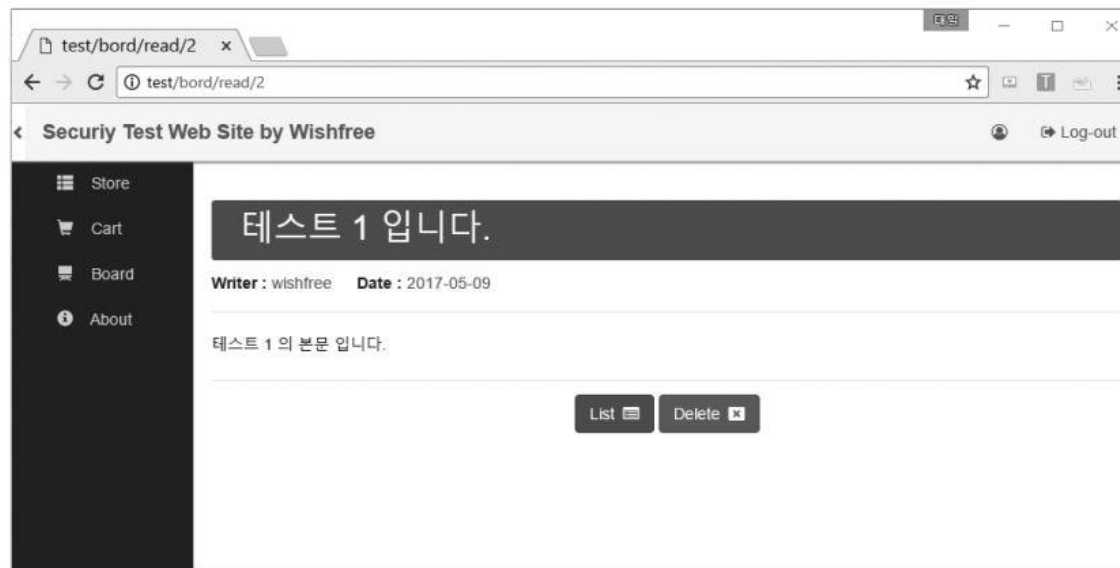 태일
test/bord/read/2
test/bord/read/2
Securiy Test Web Site by Wishfree
Log-out
Store
Cart
Board
About
테스트 1 입니다.
Writer : wishfree Date : 2017-05-09
테스트 1 의 본문 입니다.
List
Delete